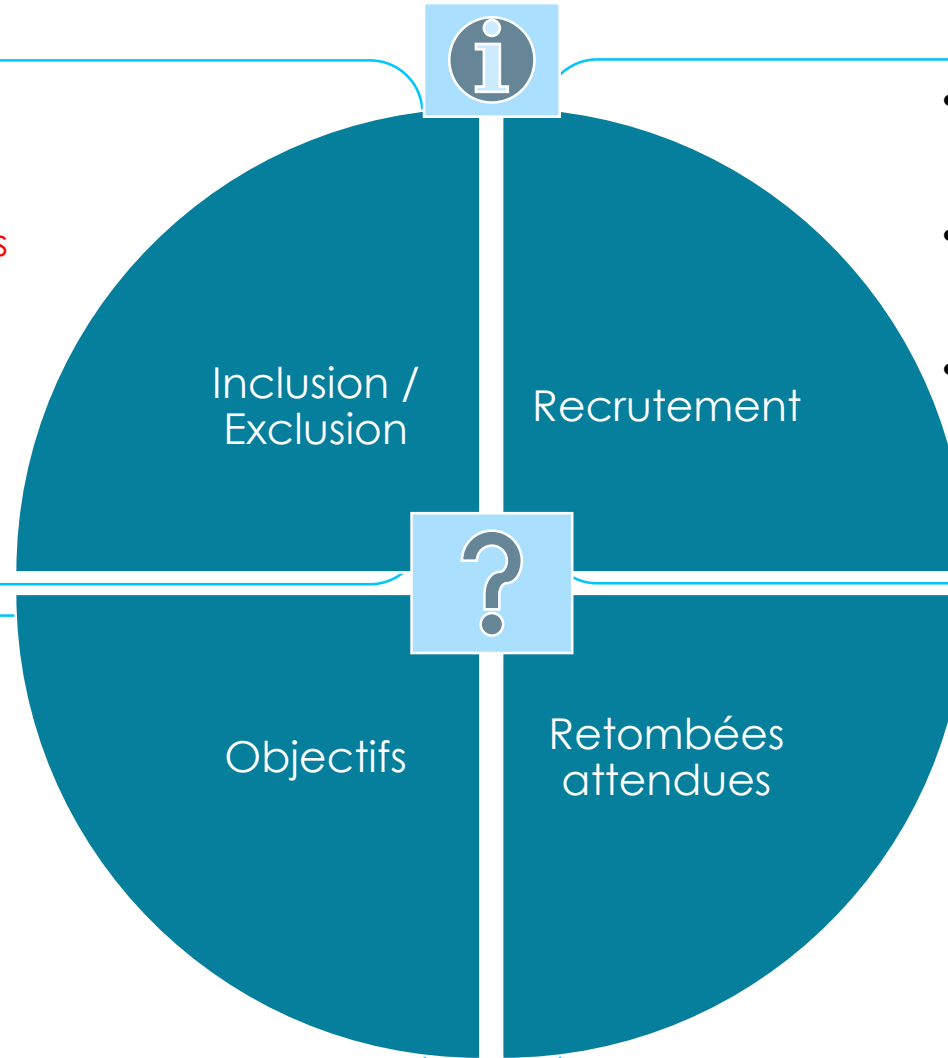 Inclusion /
Exclusion
Recrutement
Objectifs
Retombées
attendues